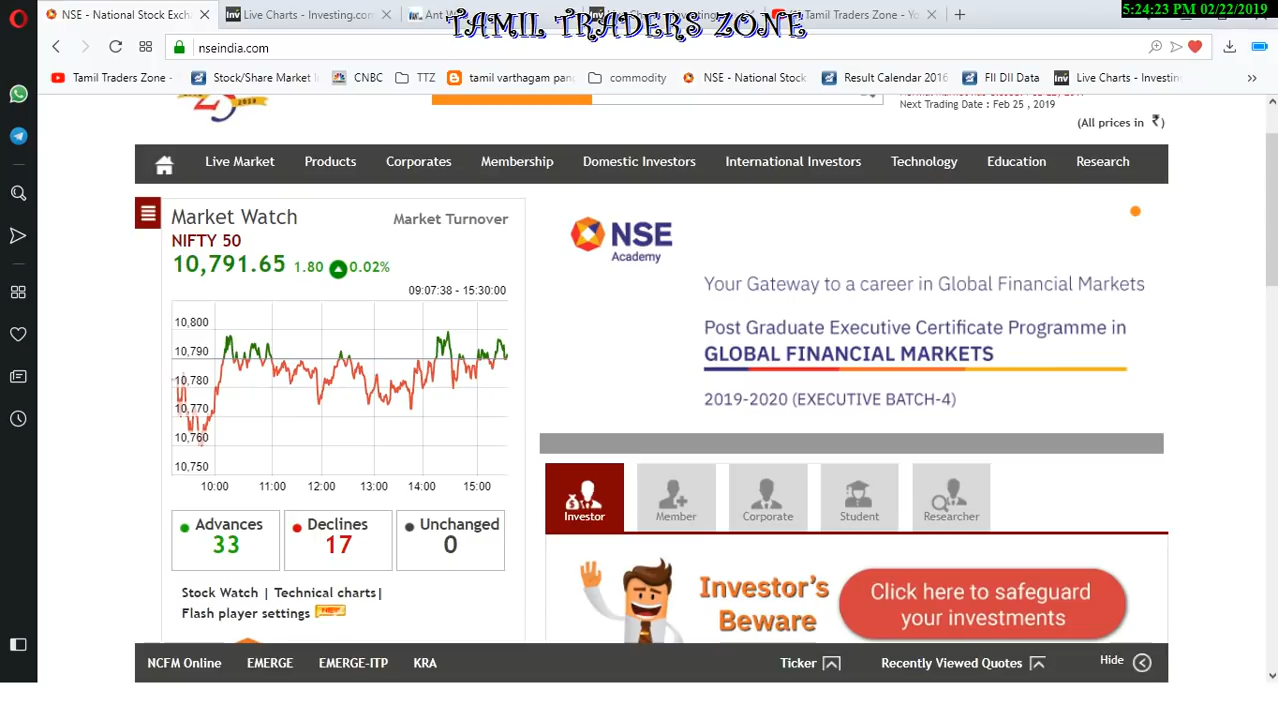 5:24:23 PM 02/22/2019
TAMIL TRADERS ZONE
NSE - National Stock Exch
Live Charts - Investing.com
Tamil Traders Zone - Yo
nseindia.com
Tamil Traders Zone -
Stock/Share Market I
CNBC
TTZ
tamil varthagam pan
commodity
NSE - National Stock
Result Calendar 2016
FII DII Data
Live Charts - Investin
Next Trading Date : Feb 25 , 2019
(All prices in ₹)
Live Market
Products
Corporates
Membership
Domestic Investors
International Investors
Technology
Education
Research
Market Watch
Market Turnover
NIFTY 50
10,791.65 1.80 0.02%
09:07:38 - 15:30:00
10,800
10,790
10,780
10,770
10,760
10,750
10:00 11:00 12:00 13:00 14:00 15:00
Advances
33
Declines
17
Unchanged
0
Stock Watch | Technical charts|
Flash player settings NEW
NSE
Academy
Your Gateway to a career in Global Financial Markets
Post Graduate Executive Certificate Programme in
GLOBAL FINANCIAL MARKETS
2019-2020 (EXECUTIVE BATCH-4)
Investor
Member
Corporate
Student
Researcher
Investor's
Beware
Click here to safeguard
your investments
NCFM Online
EMERGE
EMERGE-ITP
KRA
Ticker
Recently Viewed Quotes
Hide